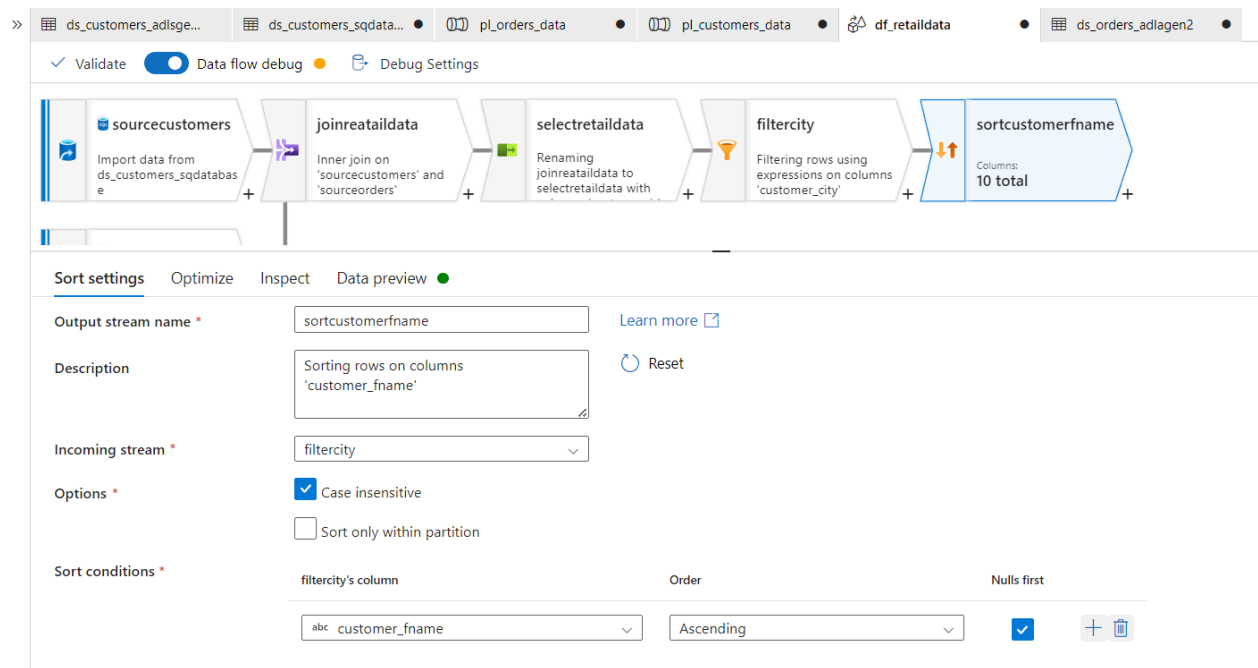 »
ds_customers_adlsge...
ds_customers_sqdata...
pl_orders_data
pl_customers_data
df_retaildata
ds_orders_adlagen2
Validate
Data flow debug
Debug Settings
sourcecustomers
Import data from
ds_customers_sqdatabas
e
+
joinreataildata
Inner join on
'sourcecustomers' and
'sourceorders'
+
selectretaildata
Renaming
joinreataildata to
selectretaildata with
+
filtercity
Filtering rows using
expressions on columns
'customer_city'
+
sortcustomerfname
Columns:
10 total
+
Sort settings
Optimize
Inspect
Data preview
Output stream name *
sortcustomerfname
Learn more
Description
Sorting rows on columns
'customer_fname'
Reset
Incoming stream *
filtercity
Options *
Case insensitive
Sort only within partition
Sort conditions *
filtercity's column
Order
Nulls first
abc customer_fname
Ascending